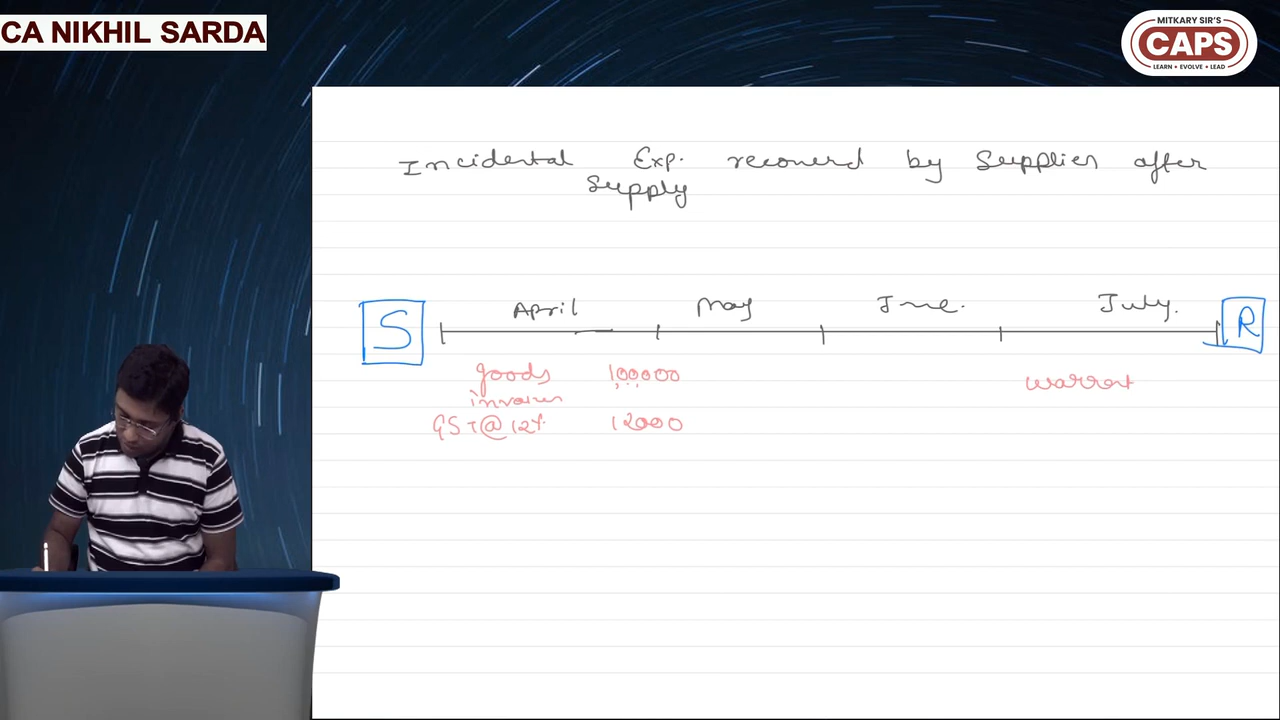 CA NIKHIL SARDA
MITKARY SIR'S
CAPS
LEARN • EVOLVE • LEAD
Incidental Exp. recoverd by Supplier after
Supply
April May June. July.
S R
goods 100000 warrant
invoice
GST@12% 12000